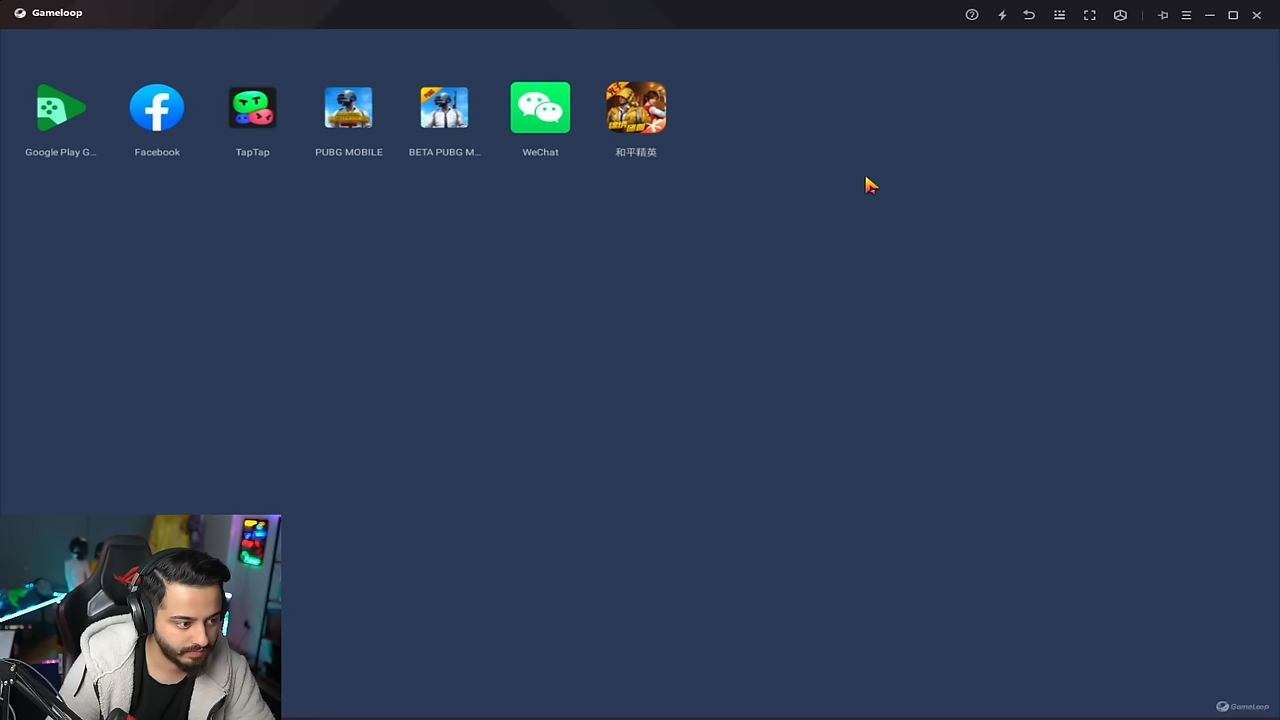 Gameloop
Google Play G...
Facebook
TapTap
PUBG MOBILE
BETA PUBG M...
WeChat
和平精英
GameLoop